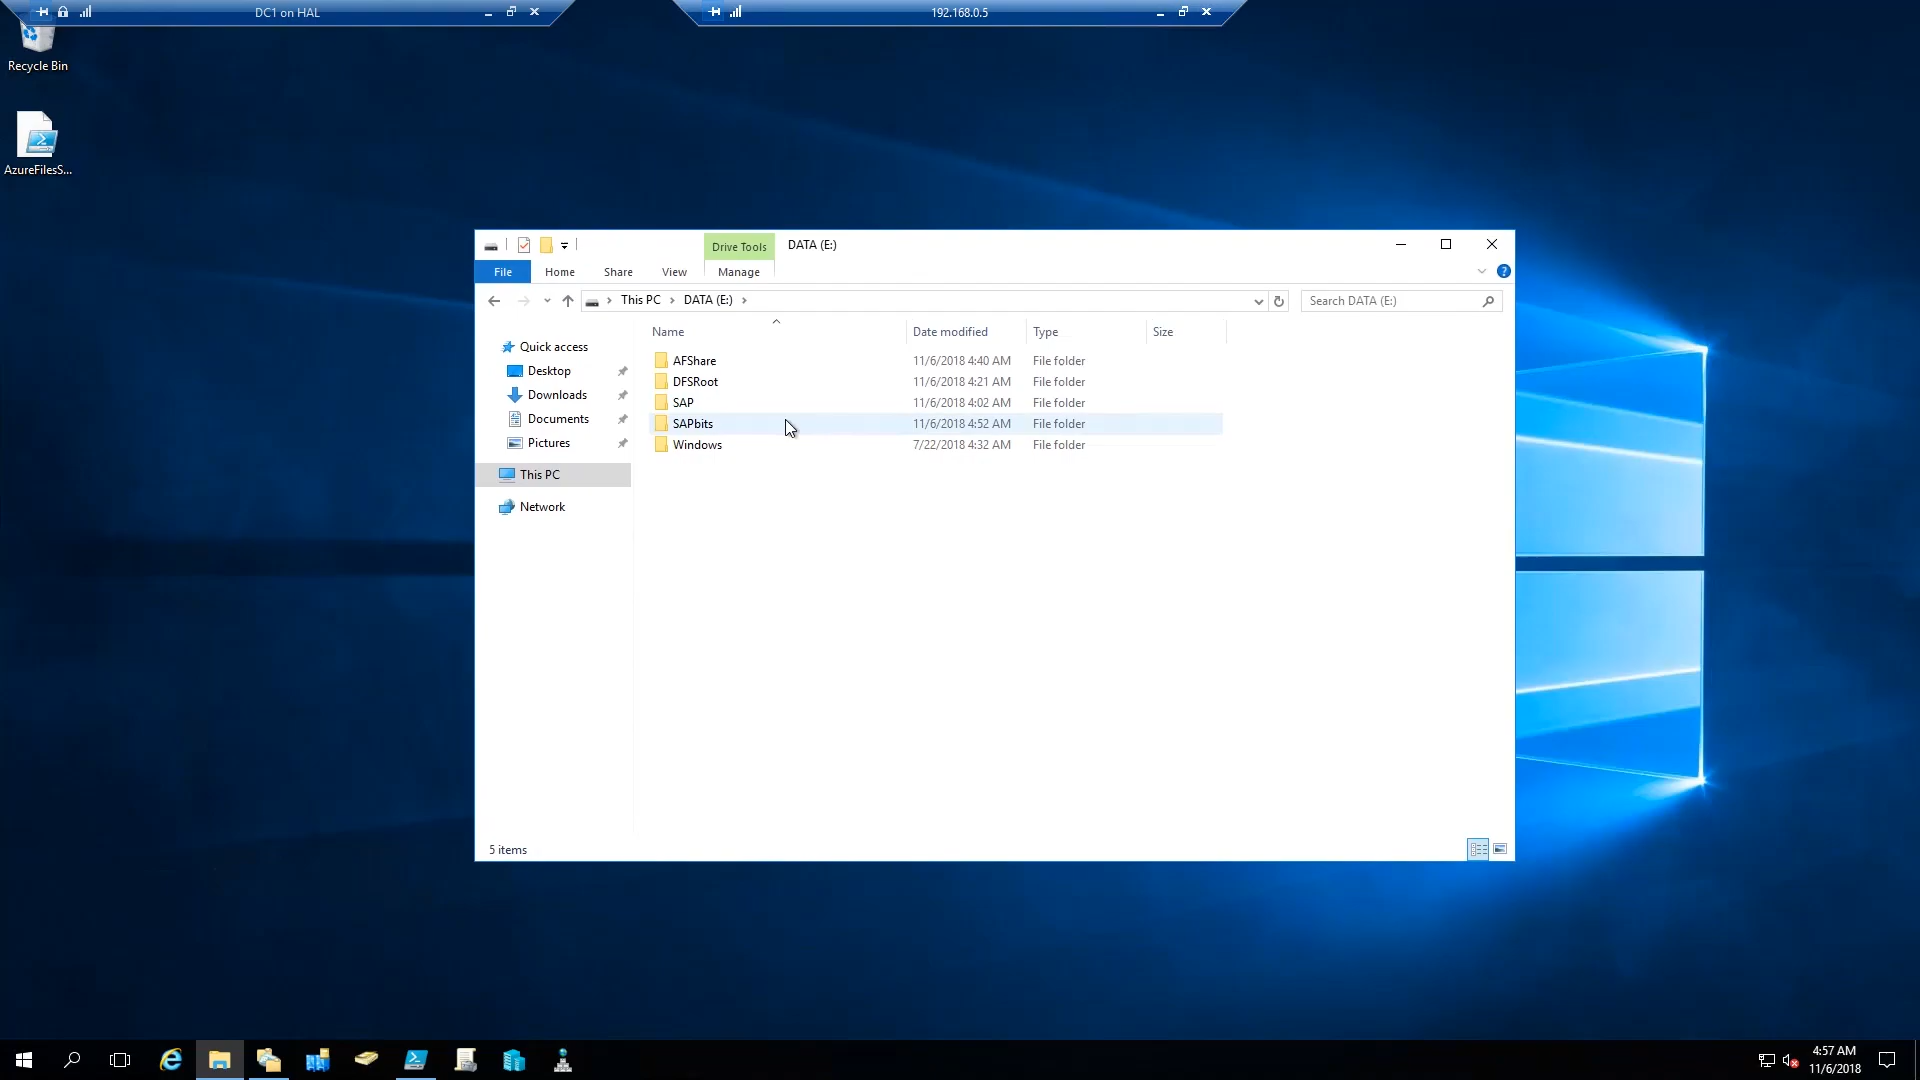 DC1 on HAL
192.168.0.5
Recycle Bin
AzureFilesS...
Drive Tools
DATA (E:)
File
Home
Share
View
Manage
This PC
DATA (E:)
Search DATA (E:)
Name
Date modified
Type
Size
Quick access
Desktop
Downloads
Documents
Pictures
This PC
Network
AFShare 11/6/2018 4:40 AM File folder
DFSRoot 11/6/2018 4:21 AM File folder
SAP 11/6/2018 4:02 AM File folder
SAPbits 11/6/2018 4:52 AM File folder
Windows 7/22/2018 4:32 AM File folder
5 items
4:57 AM
11/6/2018